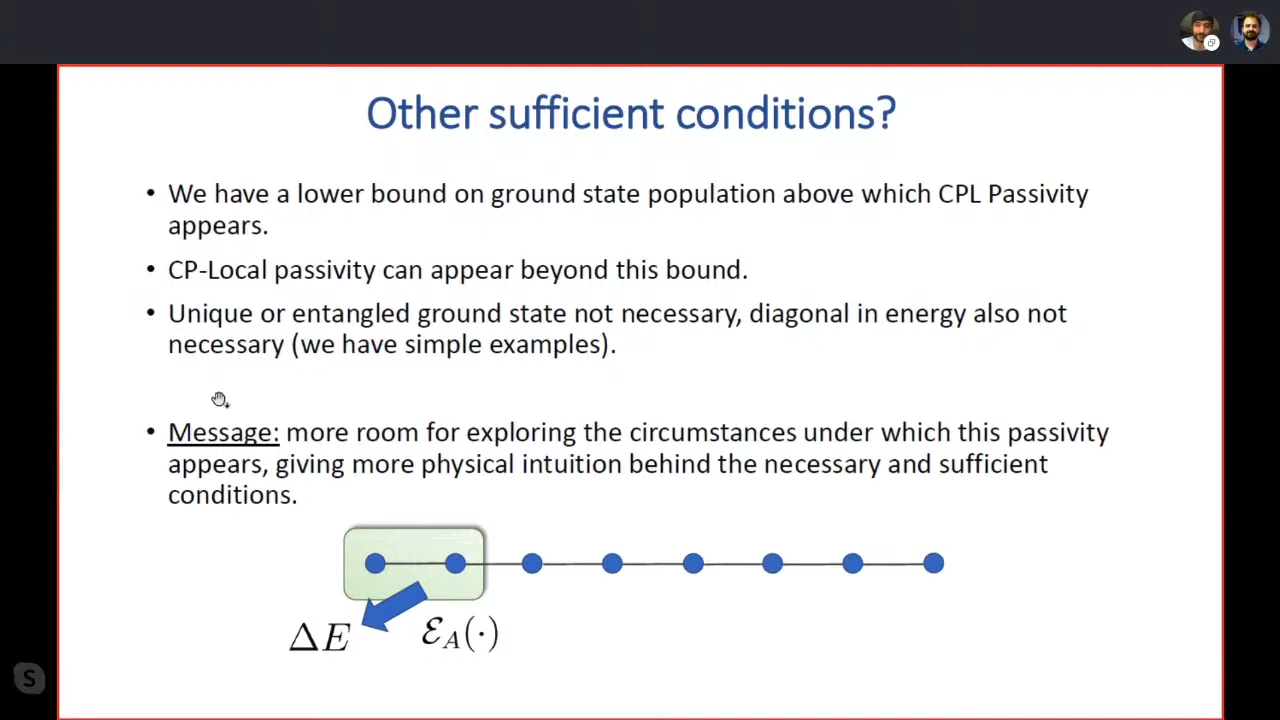 Other sufficient conditions?
• We have a lower bound on ground state population above which CPL Passivity
appears.
• CP-Local passivity can appear beyond this bound.
• Unique or entangled ground state not necessary, diagonal in energy also not
necessary (we have simple examples).
• Message: more room for exploring the circumstances under which this passivity
appears, giving more physical intuition behind the necessary and sufficient
conditions.
ΔE
ℰ_A(·)
S